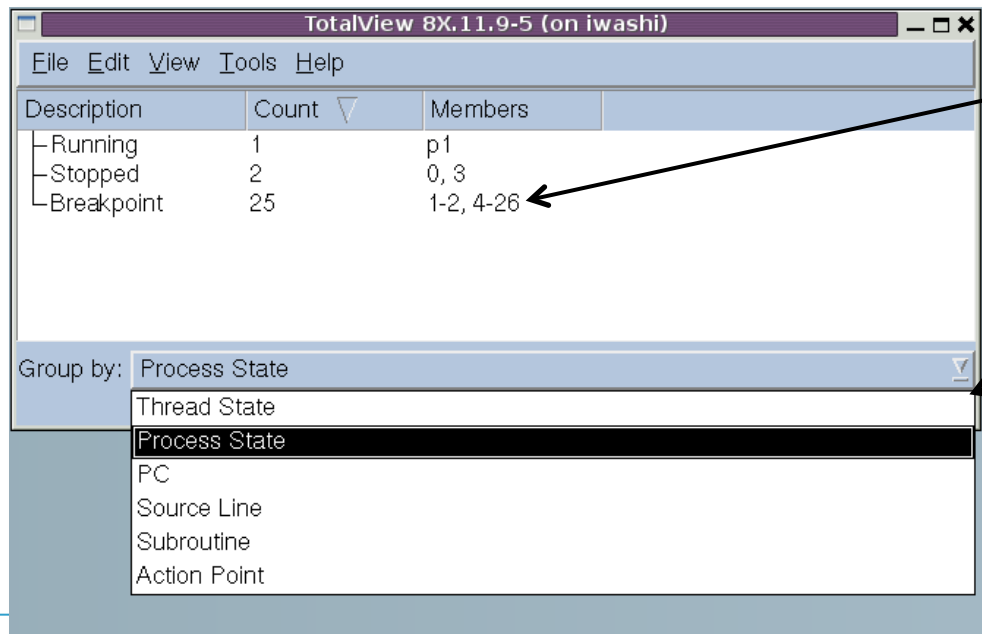 TotalView 8X.11.9-5 (on iwashi)
File Edit View Tools Help
Description Count Members
Running 1 p1
Stopped 2 0, 3
Breakpoint 25 1-2, 4-26
Group by: Process State
Thread State
Process State
PC
Source Line
Subroutine
Action Point